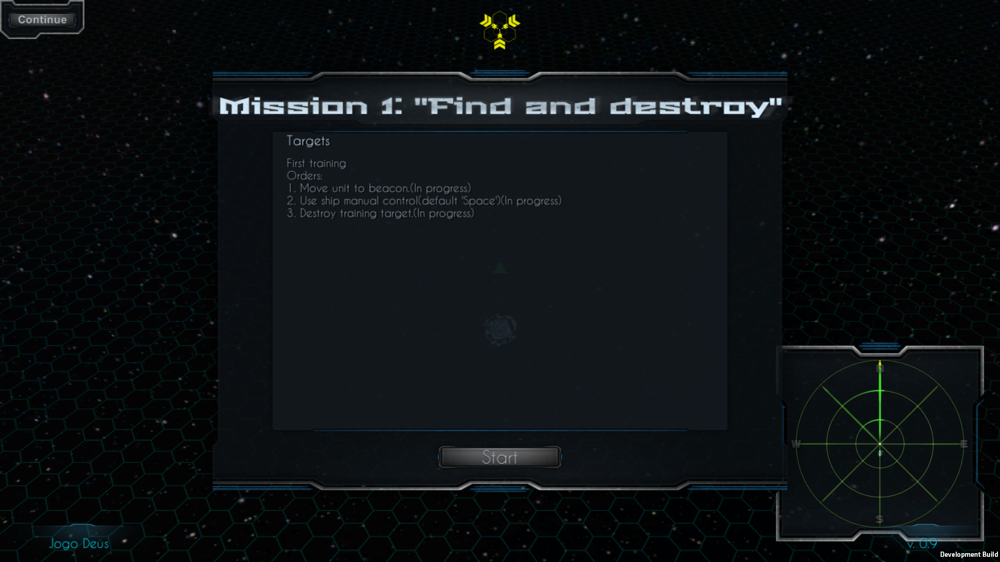 Continue
Mission 1: "Find and destroy"
Targets
First training
Orders:
1. Move unit to beacon.(In progress)
2. Use ship manual control(default 'Space')(In progress)
3. Destroy training target.(In progress)
Start
N
W
E
S
Jogo Deus
v. 0.9
Development Build